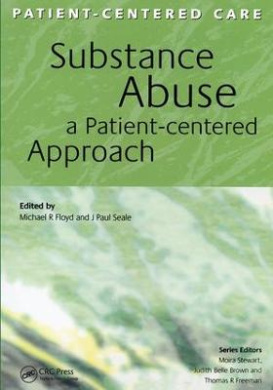 PATIENT-CENTERED CARE
Substance
Abuse
a Patient-centered
Approach
Edited by
Michael R Floyd and J Paul Seale
Series Editors
Moira Stewart,
Judith Belle Brown and
Thomas R Freeman
CRC Press